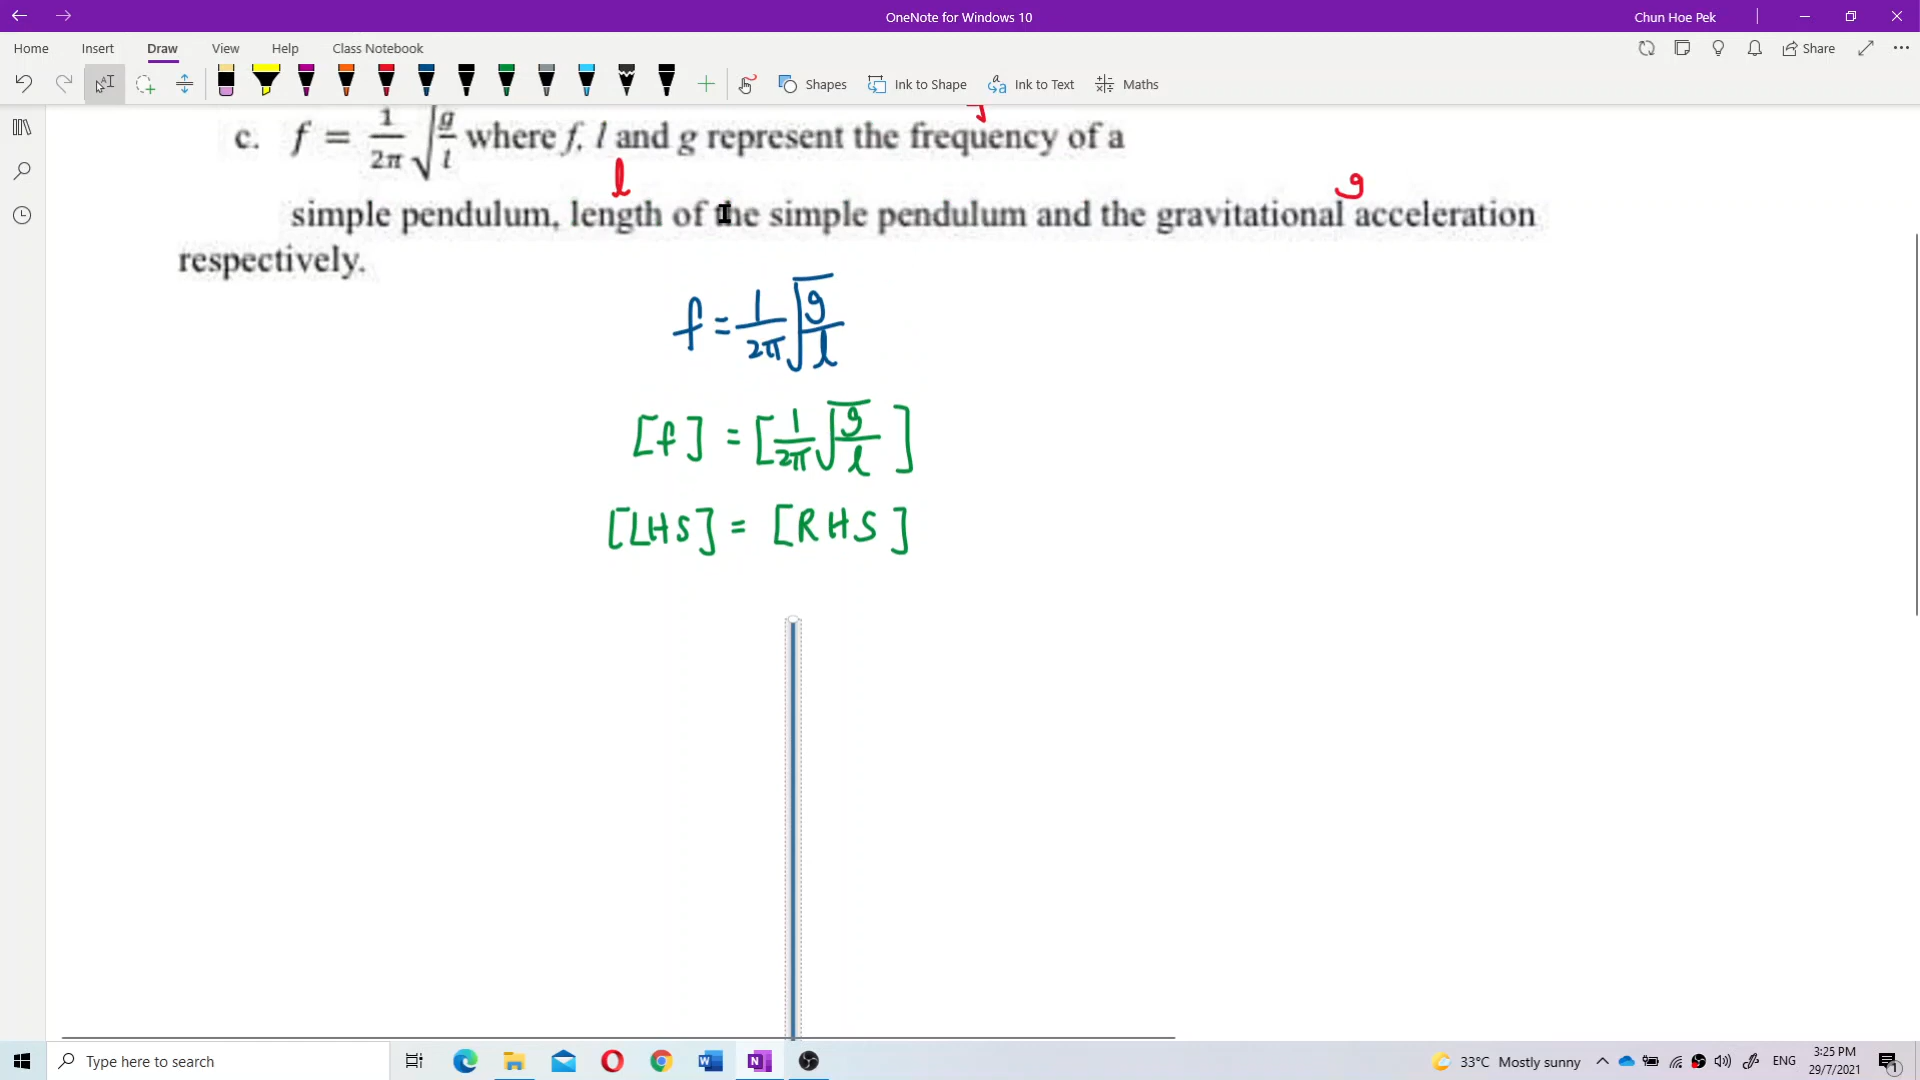 OneNote for Windows 10
Chun Hoe Pek
Home Insert Draw View Help Class Notebook
Share
Shapes Ink to Shape Ink to Text Maths
c. f = 1/2π √g/l where f, l and g represent the frequency of a
l
g
simple pendulum, length of the simple pendulum and the gravitational acceleration
respectively.
f = 1/2π √g/l
[f] = [1/2π √g/l]
[LHS] = [RHS]
Type here to search
33°C Mostly sunny
ENG
3:25 PM
29/7/2021
1